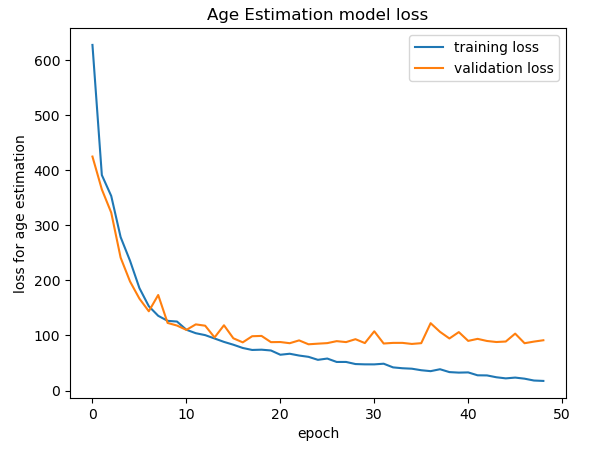 Age Estimation model loss
training loss
validation loss
loss for age estimation
600
500
400
300
200
100
0
0 10 20 30 40 50
epoch